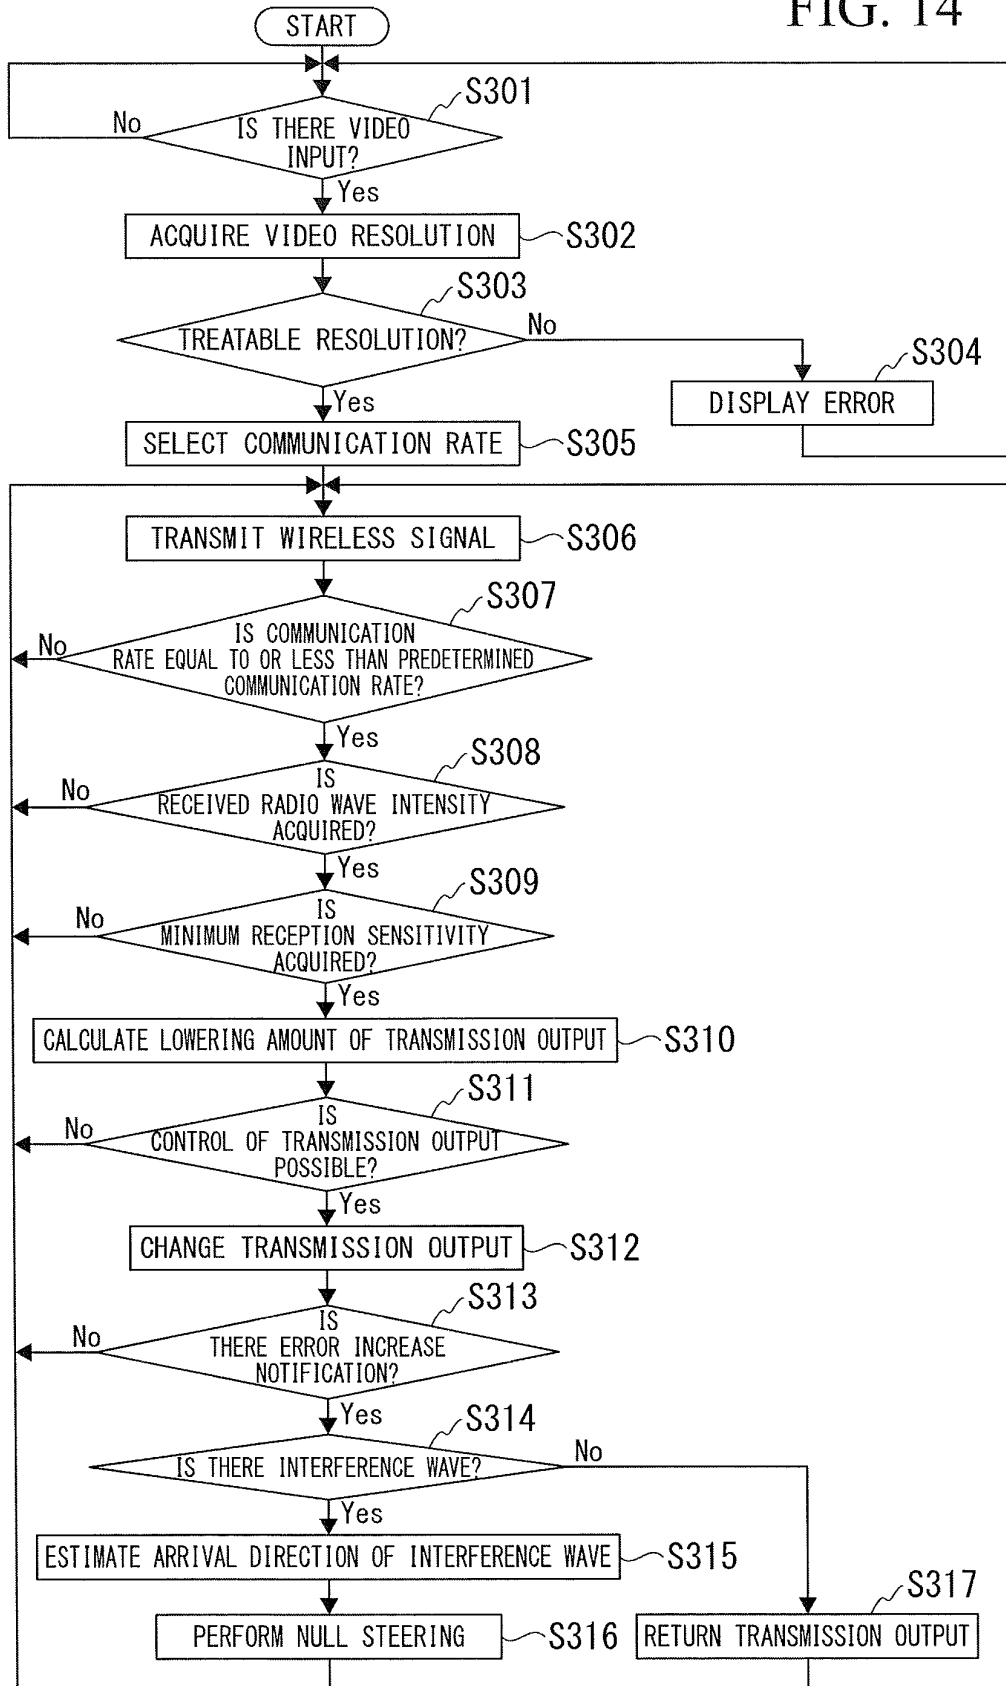 FIG. 14
START
S301
No
IS THERE VIDEO
INPUT?
Yes
ACQUIRE VIDEO RESOLUTION
S302
S303
TREATABLE RESOLUTION?
No
S304
DISPLAY ERROR
Yes
SELECT COMMUNICATION RATE
S305
TRANSMIT WIRELESS SIGNAL
S306
S307
No
IS COMMUNICATION
RATE EQUAL TO OR LESS THAN PREDETERMINED
COMMUNICATION RATE?
Yes
S308
No
IS
RECEIVED RADIO WAVE INTENSITY
ACQUIRED?
Yes
S309
No
IS
MINIMUM RECEPTION SENSITIVITY
ACQUIRED?
Yes
CALCULATE LOWERING AMOUNT OF TRANSMISSION OUTPUT
S310
S311
No
IS
CONTROL OF TRANSMISSION OUTPUT
POSSIBLE?
Yes
CHANGE TRANSMISSION OUTPUT
S312
S313
No
IS
THERE ERROR INCREASE
NOTIFICATION?
Yes
S314
IS THERE INTERFERENCE WAVE?
No
Yes
ESTIMATE ARRIVAL DIRECTION OF INTERFERENCE WAVE
S315
S317
PERFORM NULL STEERING
S316
RETURN TRANSMISSION OUTPUT